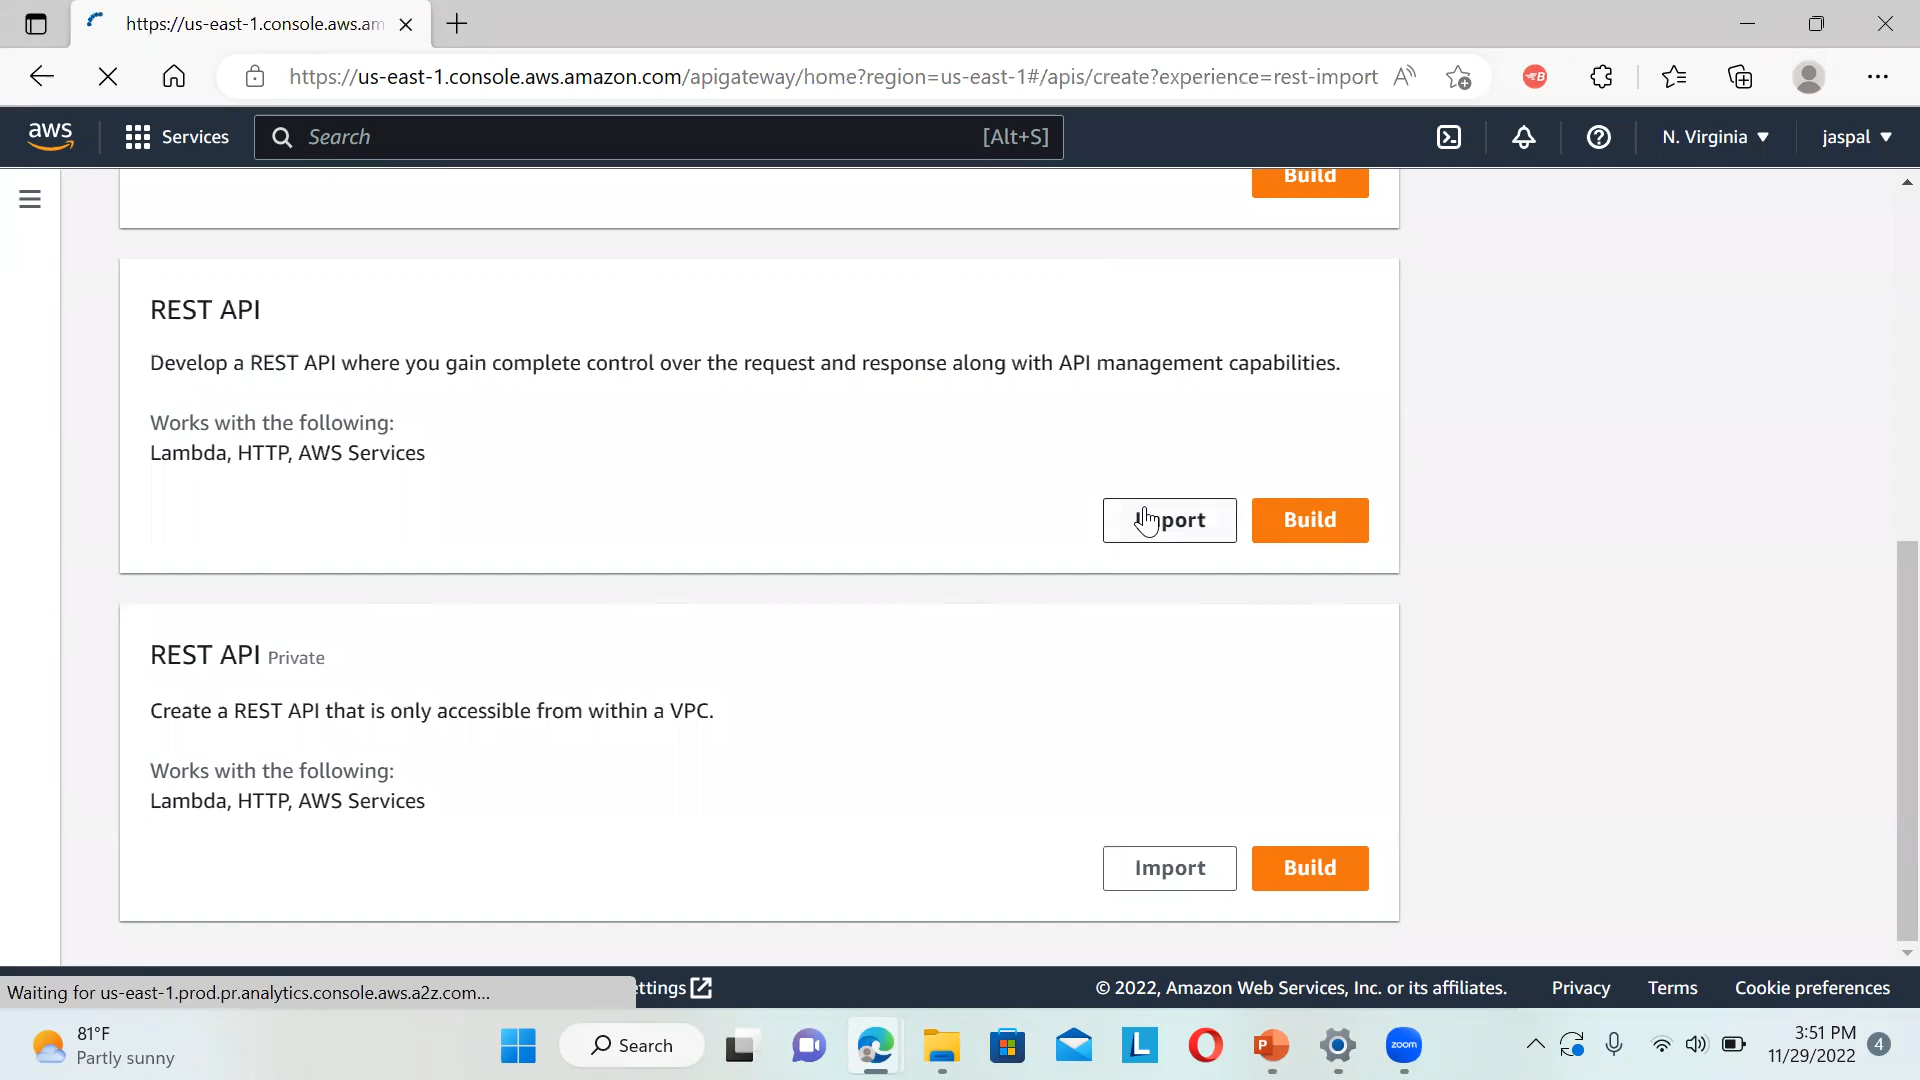 https://us-east-1.console.aws.am
https://us-east-1.console.aws.amazon.com/apigateway/home?region=us-east-1#/apis/create?experience=rest-import
aws
Services
Search
[Alt+S]
N. Virginia
jaspal
Build
REST API
Develop a REST API where you gain complete control over the request and response along with API management capabilities.
Works with the following:
Lambda, HTTP, AWS Services
Import
Build
REST API Private
Create a REST API that is only accessible from within a VPC.
Works with the following:
Lambda, HTTP, AWS Services
Import
Build
Waiting for us-east-1.prod.pr.analytics.console.aws.a2z.com...
ttings
© 2022, Amazon Web Services, Inc. or its affiliates.
Privacy
Terms
Cookie preferences
81°F
Partly sunny
Search
L
P
zoom
3:51 PM
11/29/2022
4